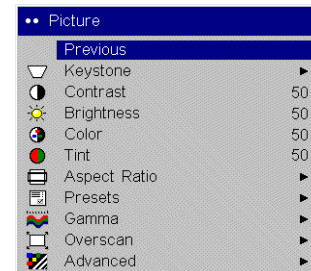 •• Picture
Previous
Keystone
Contrast 50
Brightness 50
Color 50
Tint 50
Aspect Ratio
Presets
Gamma
Overscan
Advanced